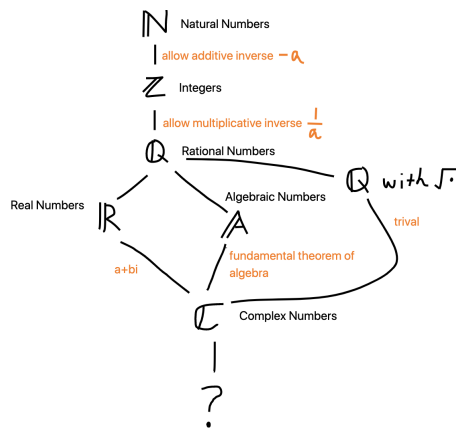 ℕ
Natural Numbers
allow additive inverse -a
ℤ Integers
allow multiplicative inverse 1/a
ℚ Rational Numbers
ℚ with √·
Real Numbers ℝ
Algebraic Numbers
𝔸
trival
a+bi
fundamental theorem of
algebra
ℂ Complex Numbers
?